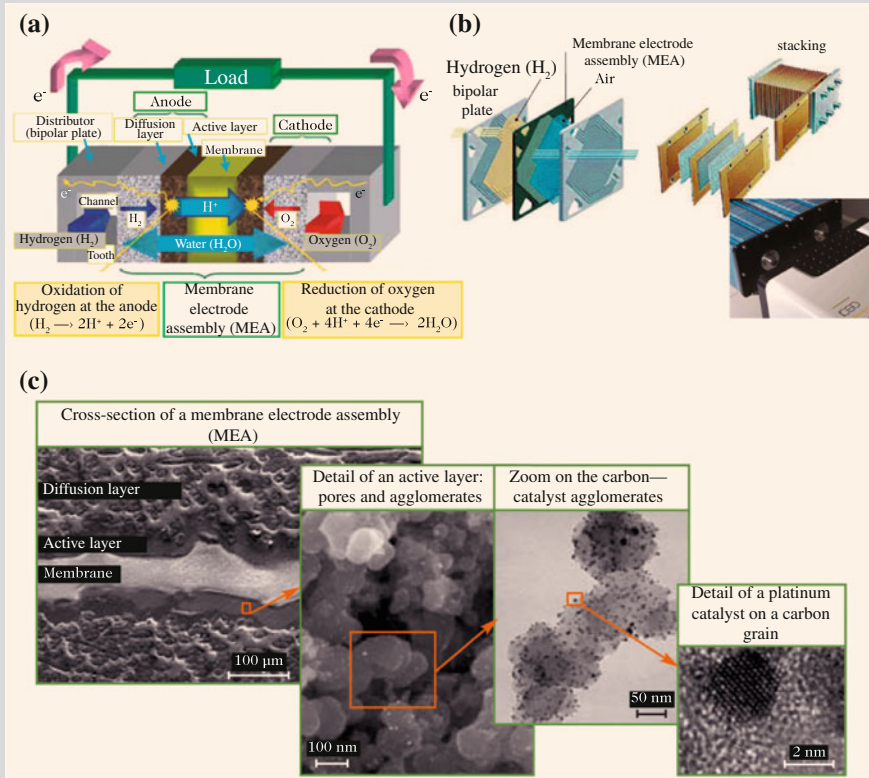 (a)
Load
e-
e-
Anode
Distributor
(bipolar plate)
Diffusion
layer
Active layer
Cathode
Membrane
e-
e-
Channel
H2
H+
O2
Hydrogen (H2)
Water (H2O)
Oxygen (O2)
Tooth
Oxidation of
hydrogen at the anode
(H2 —› 2H+ + 2e-)
Membrane
electrode
assembly (MEA)
Reduction of oxygen
at the cathode
(O2 + 4H+ + 4e- —› 2H2O)
(b)
Membrane electrode
assembly (MEA)
Hydrogen (H2)
Air
bipolar
plate
stacking
(c)
Cross-section of a membrane electrode assembly
(MEA)
Diffusion layer
Active layer
Membrane
100 µm
Detail of an active layer:
pores and agglomerates
100 nm
Zoom on the carbon—
catalyst agglomerates
50 nm
Detail of a platinum
catalyst on a carbon
grain
2 nm